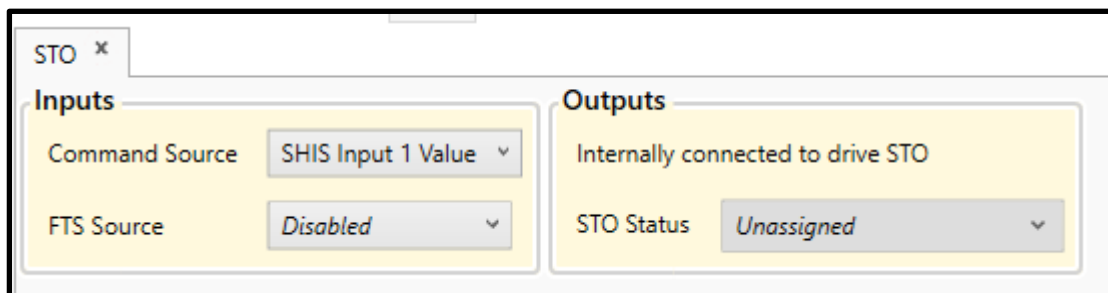 STO x
Inputs
Command Source SHIS Input 1 Value
FTS Source Disabled
Outputs
Internally connected to drive STO
STO Status Unassigned